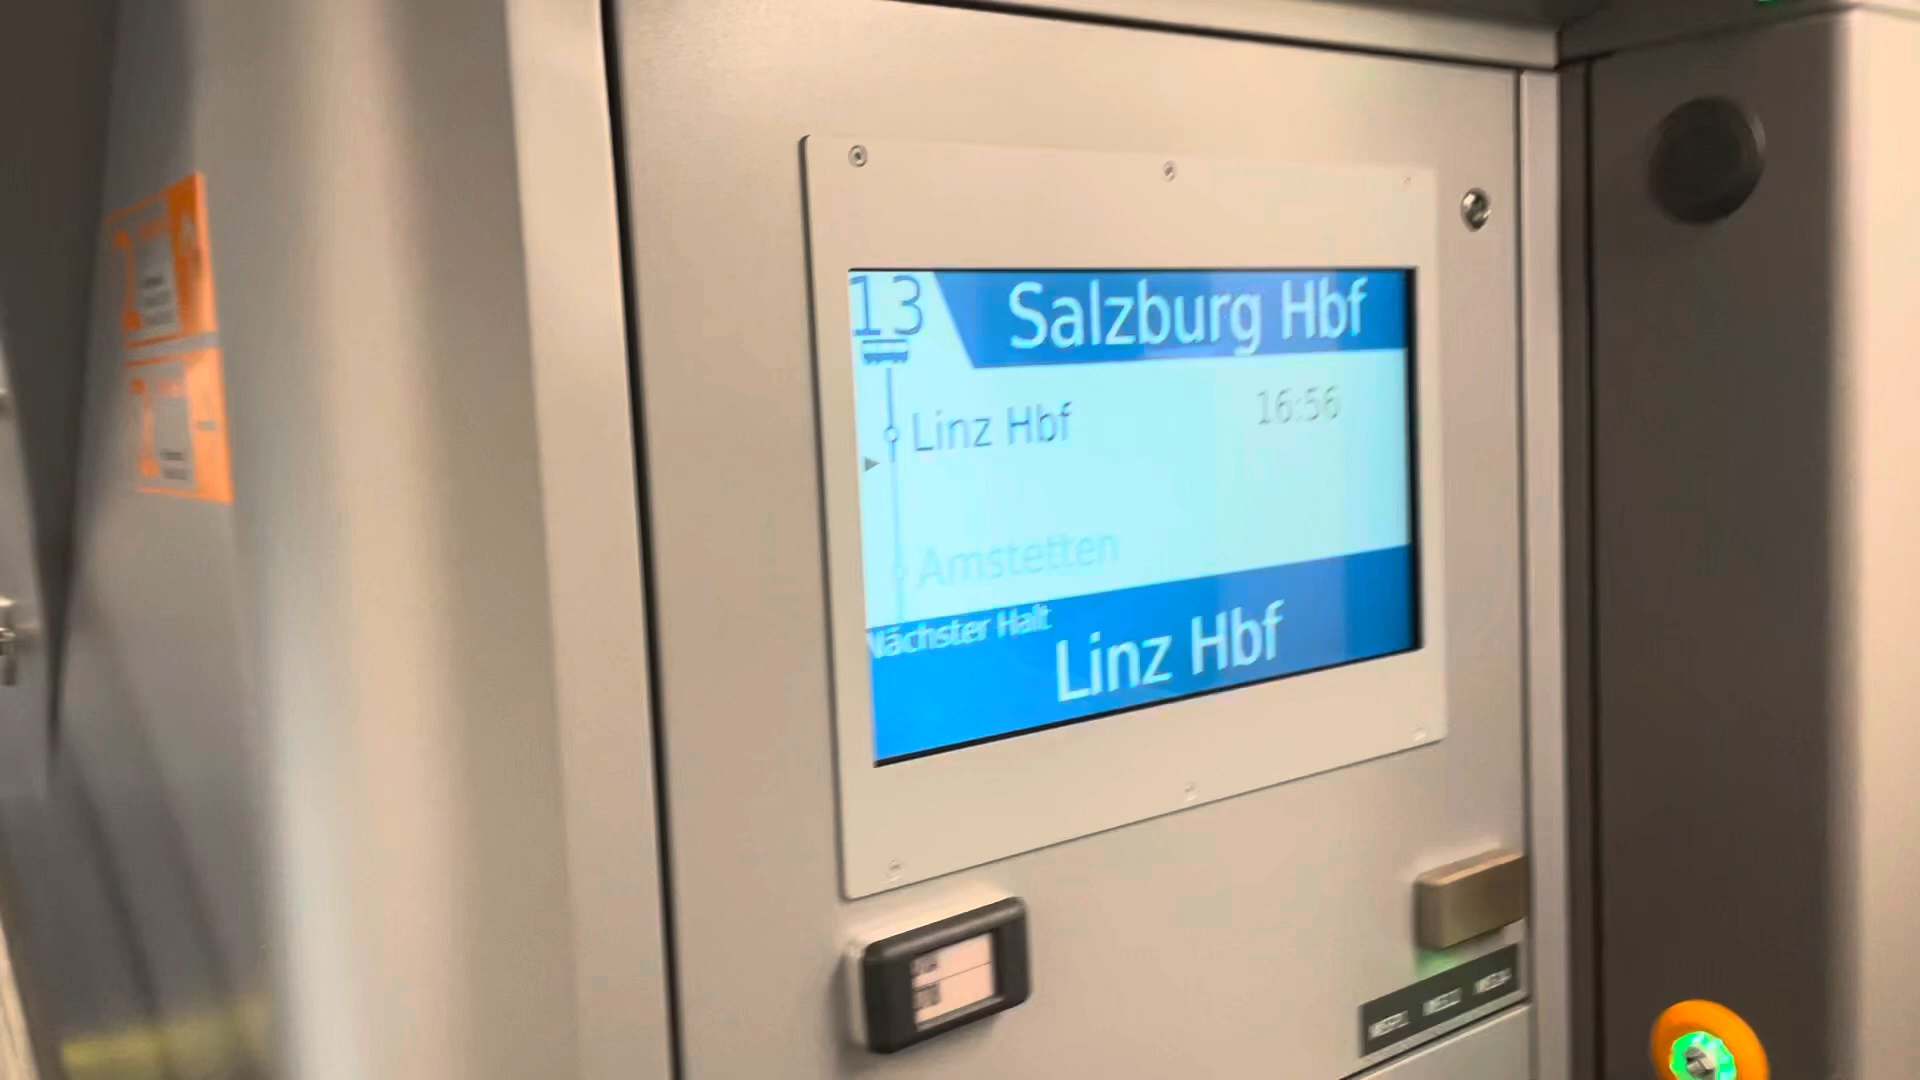 13
Salzburg Hbf
Linz Hbf 16:56
Amstetten
Nächster Halt
Linz Hbf